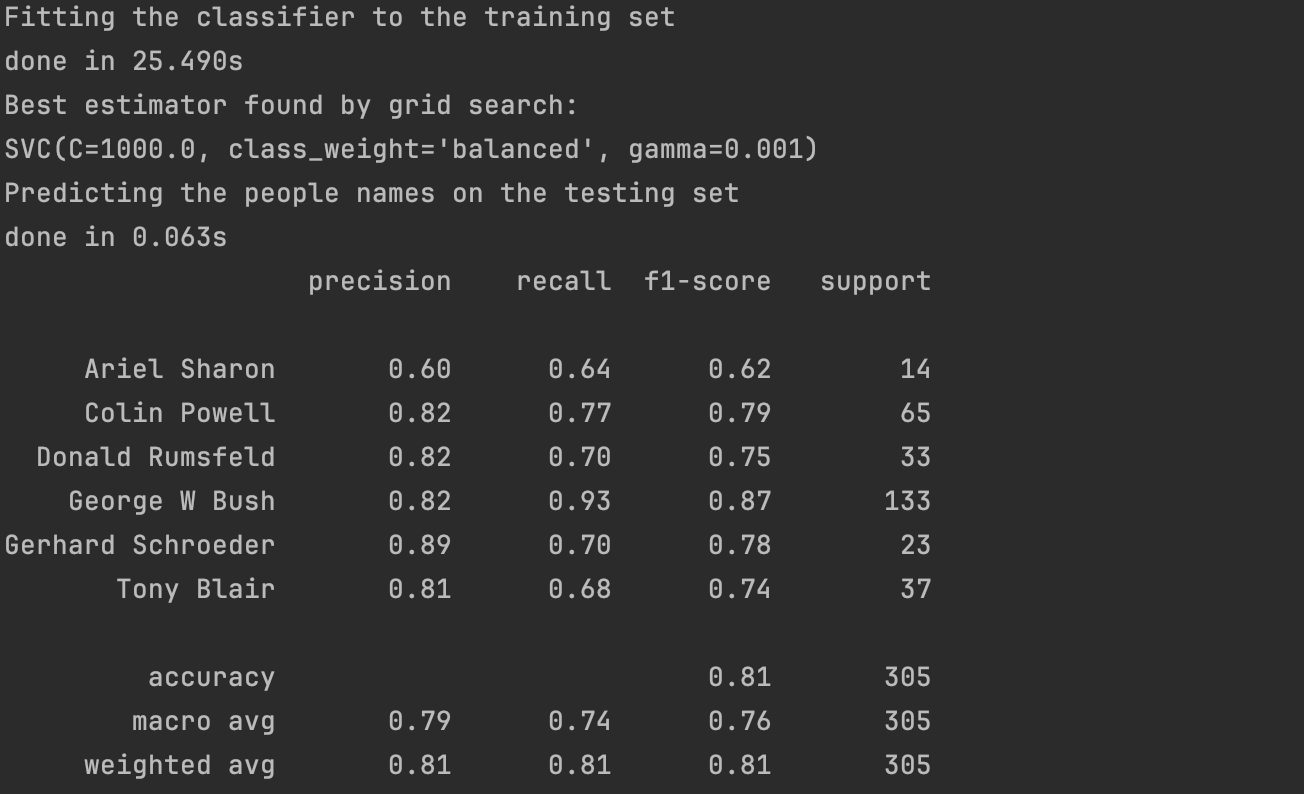 Fitting the classifier to the training set
done in 25.490s
Best estimator found by grid search:
SVC(C=1000.0, class_weight='balanced', gamma=0.001)
Predicting the people names on the testing set
done in 0.063s
precision recall f1-score support
Ariel Sharon 0.60 0.64 0.62 14
Colin Powell 0.82 0.77 0.79 65
Donald Rumsfeld 0.82 0.70 0.75 33
George W Bush 0.82 0.93 0.87 133
Gerhard Schroeder 0.89 0.70 0.78 23
Tony Blair 0.81 0.68 0.74 37
accuracy 0.81 305
macro avg 0.79 0.74 0.76 305
weighted avg 0.81 0.81 0.81 305